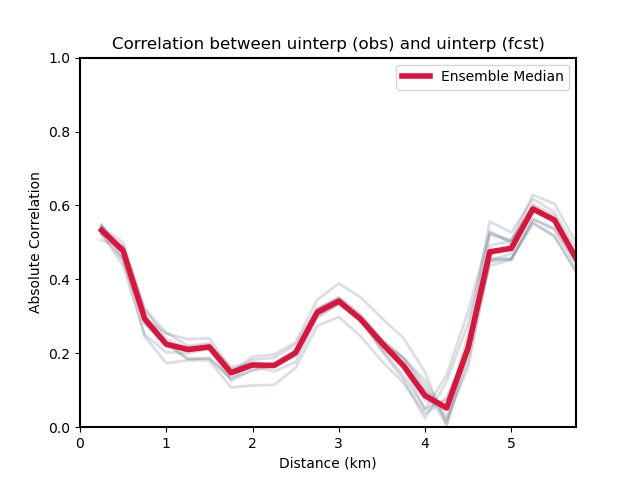 Correlation between uinterp (obs) and uinterp (fcst)
Ensemble Median
Absolute Correlation
1.0
0.8
0.6
0.4
0.2
0.0
0 1 2 3 4 5
Distance (km)